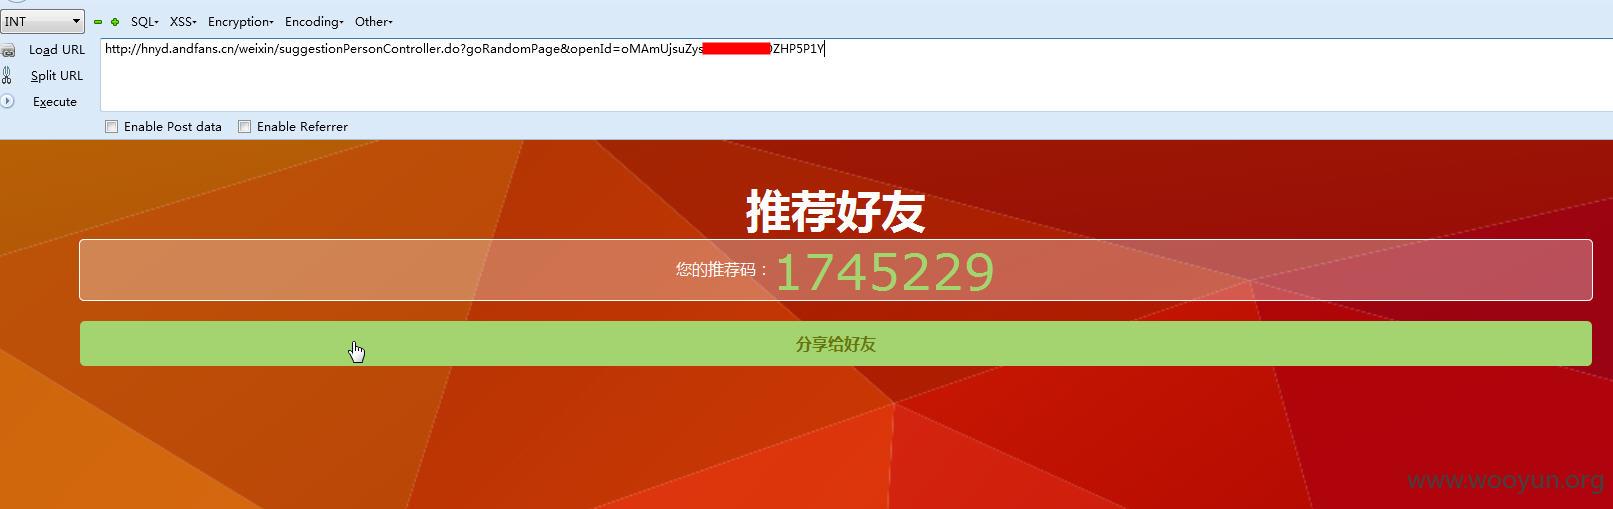 INT SQL▾ XSS▾ Encryption▾ Encoding▾ Other▾
Load URL http://hnyd.andfans.cn/weixin/suggestionPersonController.do?goRandomPage&openId=oMAmUjsuZys ZHP5P1Y
Split URL
Execute
Enable Post data Enable Referrer
推荐好友
您的推荐码：1745229
分享给好友
www.wooyun.org